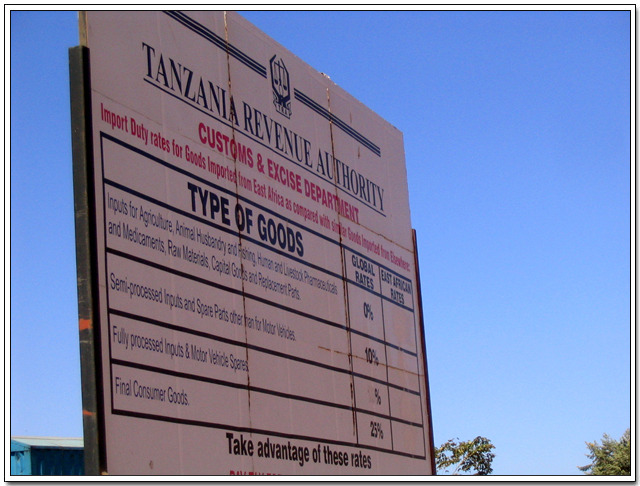 TANZANIA REVENUE AUTHORITY
CUSTOMS & EXCISE DEPARTMENT
Import Duty rates for Goods Imported from East Africa as compared with similar Goods Imported from Elsewhere:
TYPE OF GOODS
GLOBAL RATES
EAST AFRICAN RATES
Inputs for Agriculture, Animal Husbandry and Fishing, Human and Livestock Pharmaceuticals
and Medicaments, Raw Materials, Capital Goods and Replacement Parts.
0%
Semi-processed Inputs and Spare Parts other than for Motor Vehicles.
10%
Fully processed Inputs & Motor Vehicle Spares
%
Final Consumer Goods.
25%
Take advantage of these rates